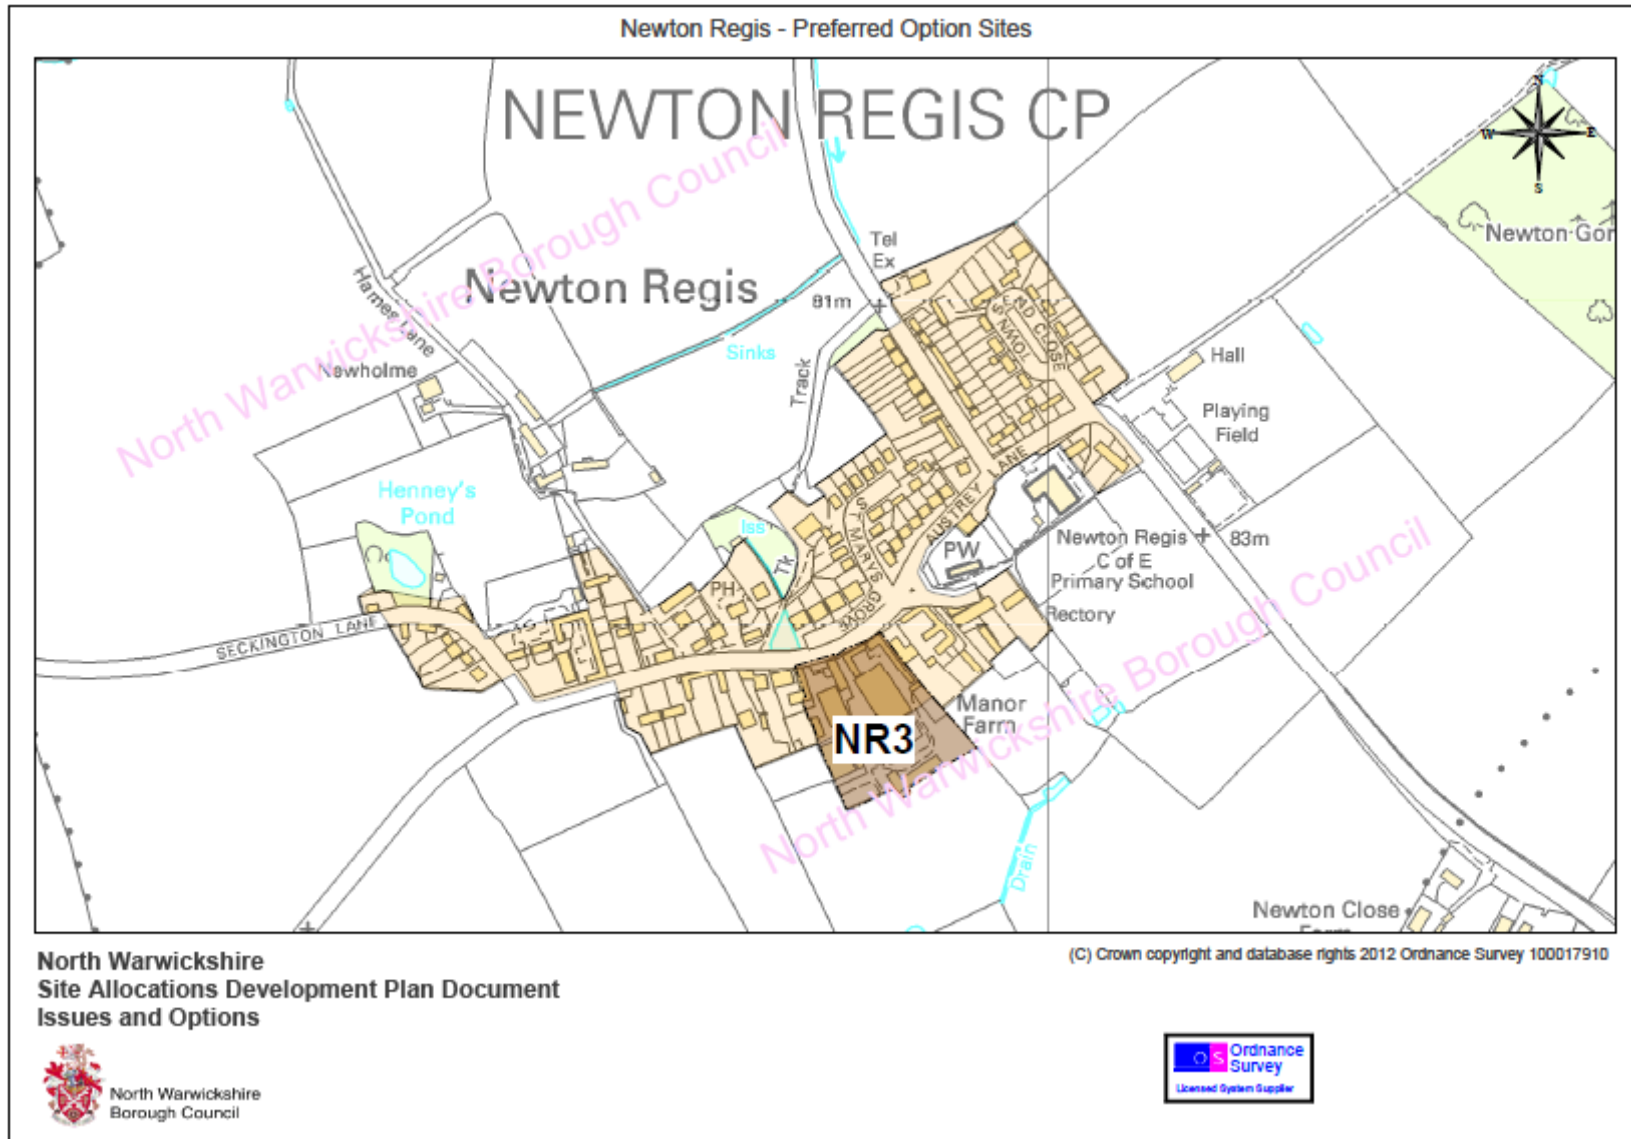 Newton Regis - Preferred Option Sites
NEWTON REGIS CP
N
W
E
S
Newton Gor
Tel
Ex
Newton Regis
81m
Hames Lane
Sinks
Newholme
Track
TOWNS END CLOSE
Hall
Playing
Field
Henney's
Pond
Iss
Tk
ST MARYS GROVE
AUSTREY LANE
PW
Newton Regis
C of E
Primary School
83m
PH
Rectory
SECKINGTON LANE
Manor
Farm
NR3
Drain
Newton Close
Farm
North Warwickshire Borough Council
North Warwickshire Borough Council
North Warwickshire
Site Allocations Development Plan Document
Issues and Options
(C) Crown copyright and database rights 2012 Ordnance Survey 100017910
North Warwickshire
Borough Council
OS Ordnance
Survey
Licensed System Supplier